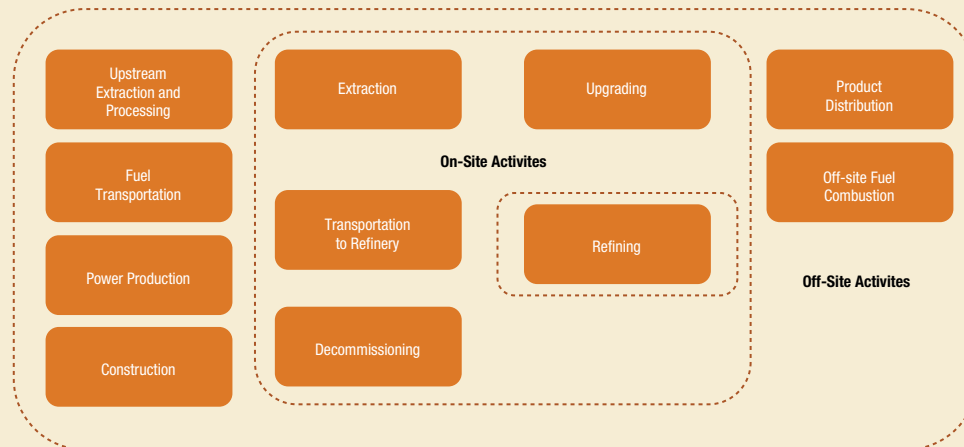 Upstream
Extraction and
Processing
Fuel
Transportation
Power Production
Construction
Extraction
Upgrading
On-Site Activites
Transportation
to Refinery
Refining
Decommissioning
Product
Distribution
Off-site Fuel
Combustion
Off-Site Activites